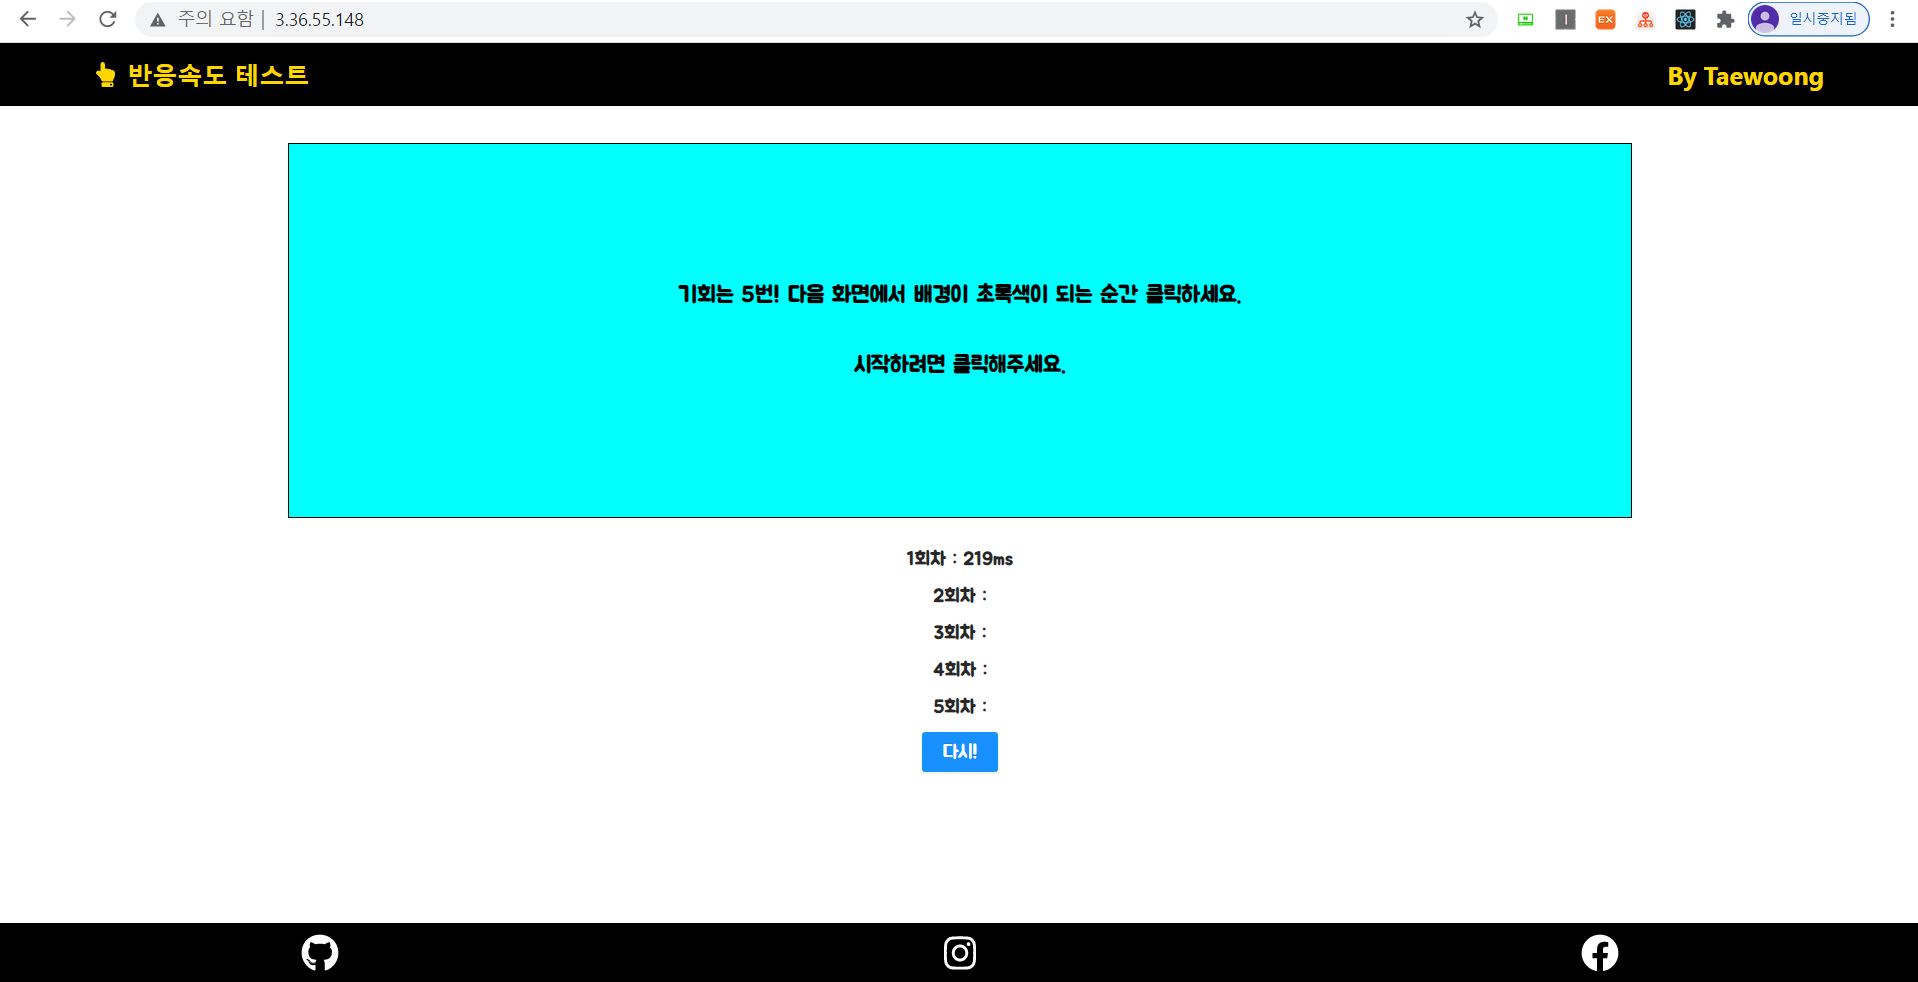 주의 요함 | 3.36.55.148
EX
일시중지됨
반응속도 테스트
By Taewoong
기회는 5번! 다음 화면에서 배경이 초록색이 되는 순간 클릭하세요.
시작하려면 클릭해주세요.
1회차 : 219ms
2회차 :
3회차 :
4회차 :
5회차 :
다시!